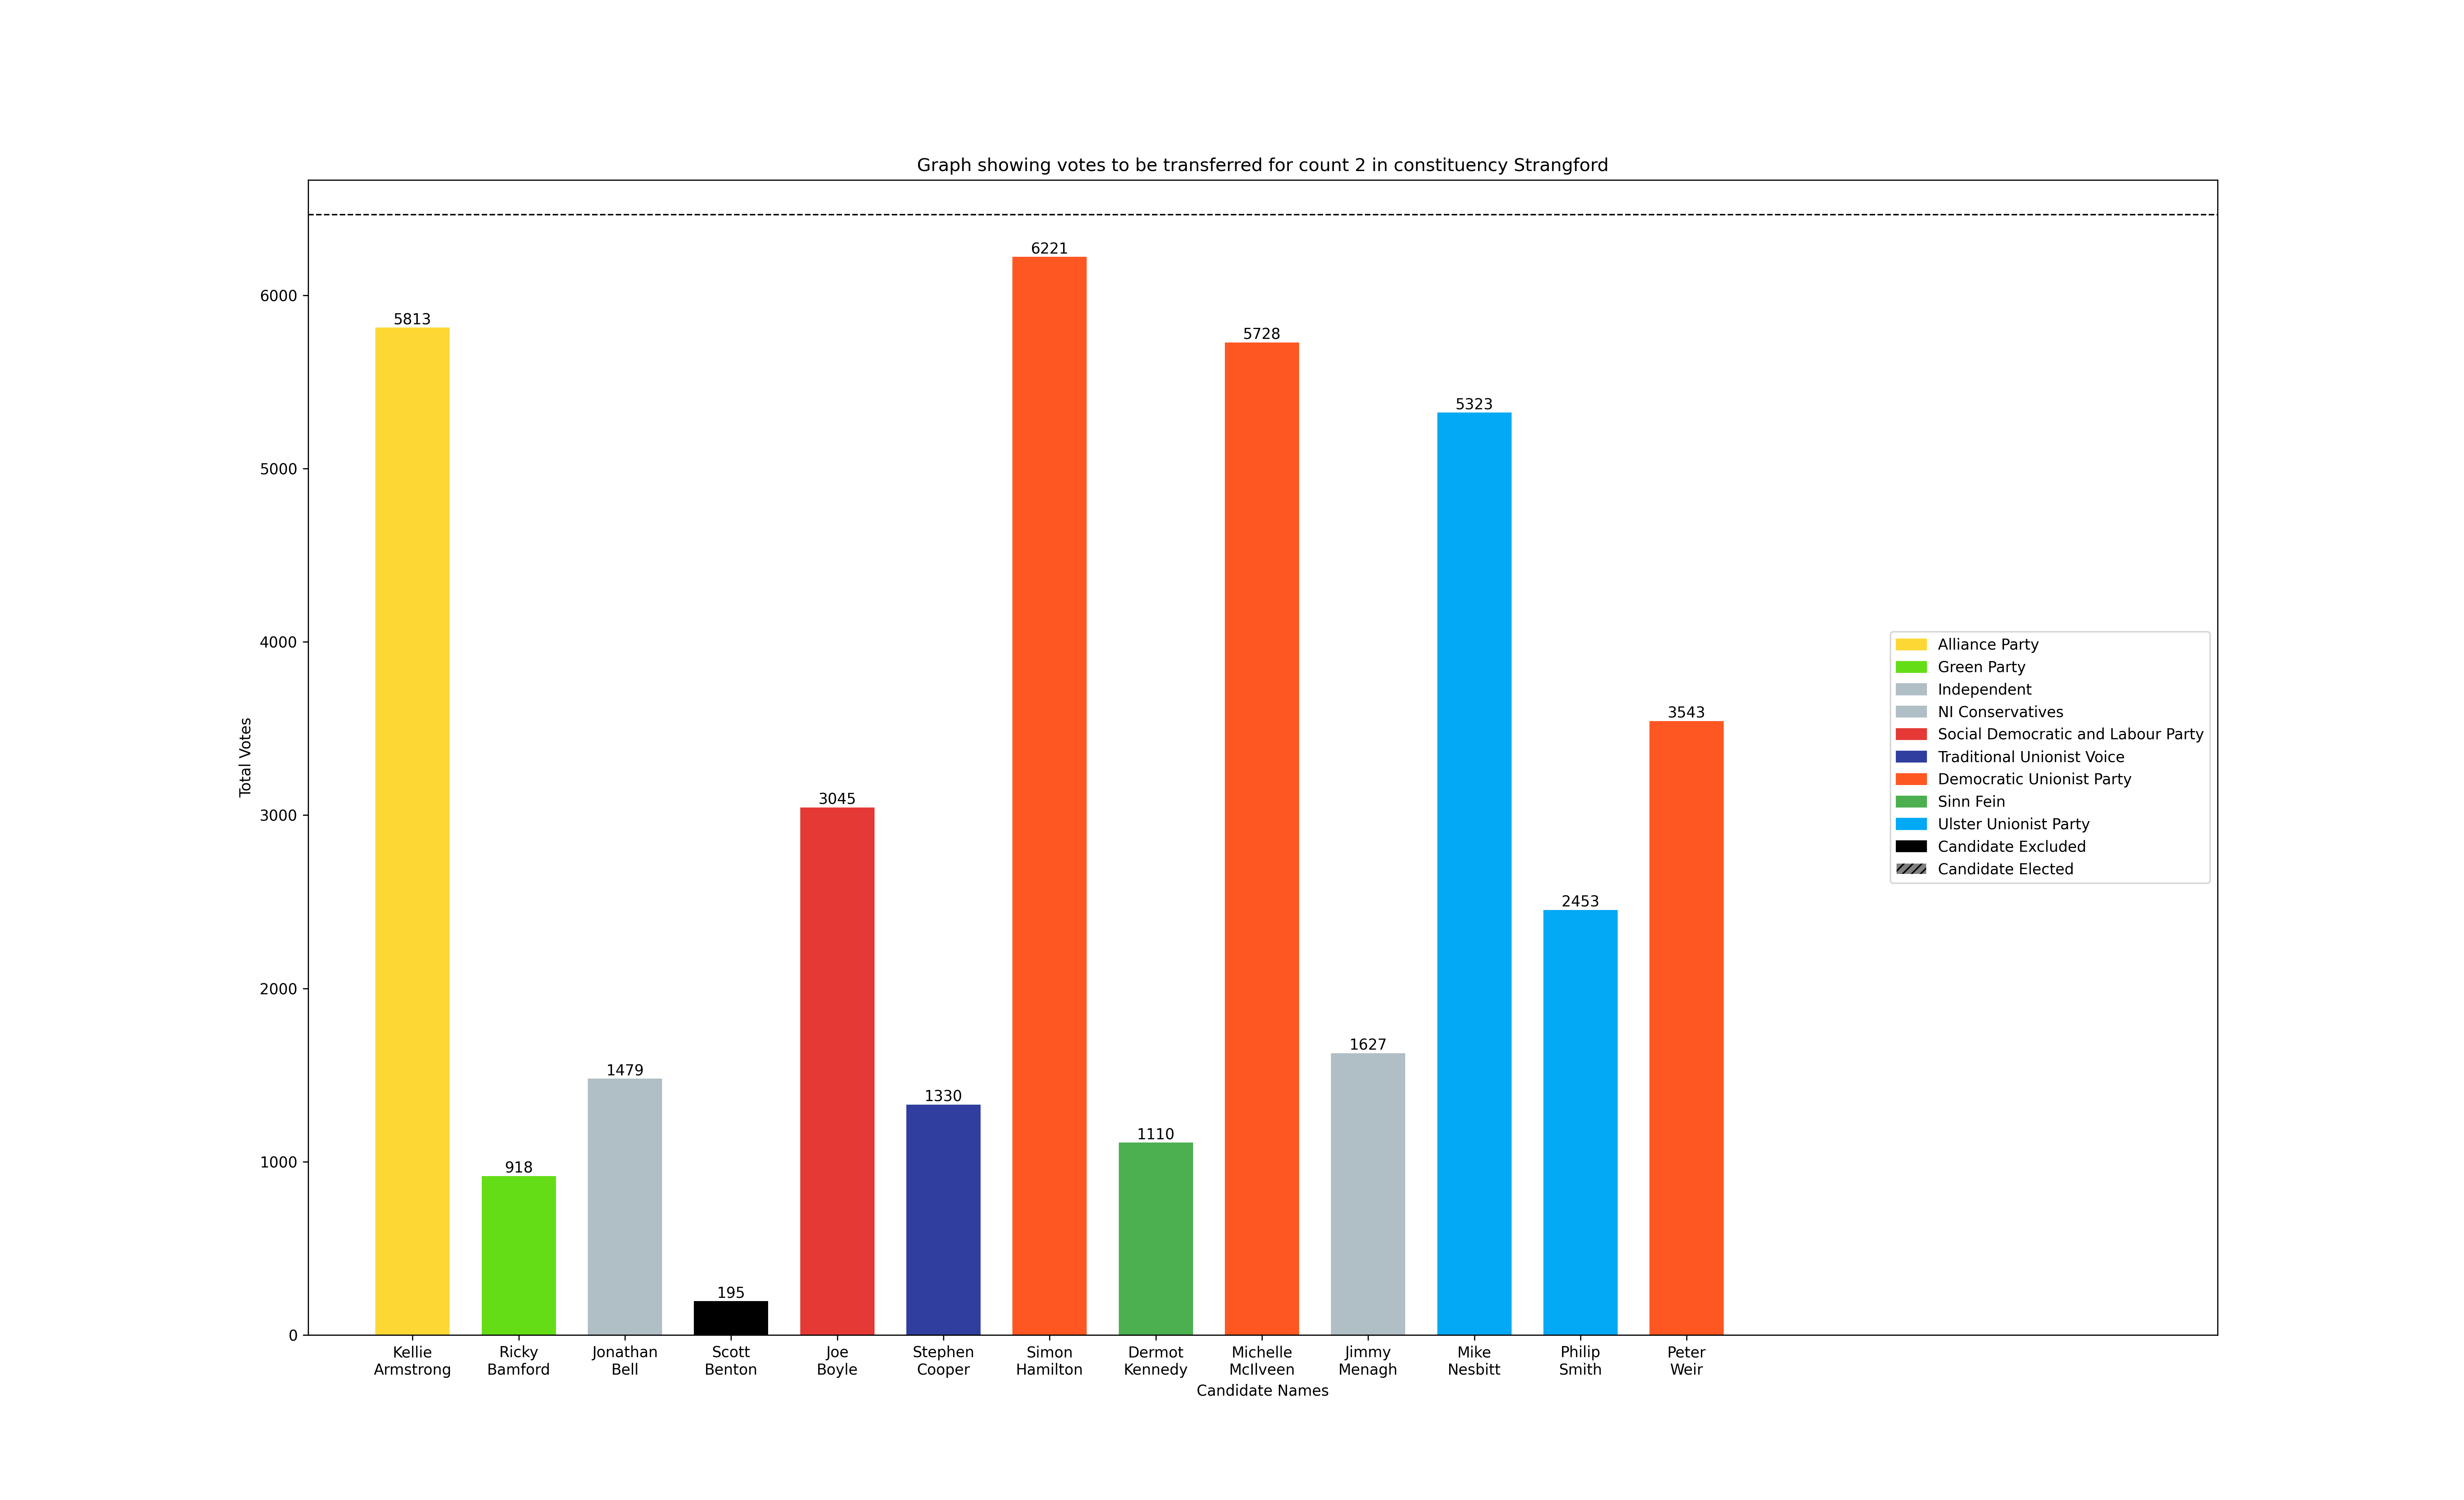 Graph showing votes to be transferred for count 2 in constituency Strangford
6221
6000
5813
5728
5323
5000
4000
Alliance Party
Green Party
Independent
NI Conservatives
Social Democratic and Labour Party
Traditional Unionist Voice
Democratic Unionist Party
Sinn Fein
Ulster Unionist Party
Candidate Excluded
Candidate Elected
3543
Total Votes
3045
3000
2453
2000
1627
1479
1330
1110
1000
918
195
0
Kellie
Armstrong
Ricky
Bamford
Jonathan
Bell
Scott
Benton
Joe
Boyle
Stephen
Cooper
Simon
Hamilton
Dermot
Kennedy
Michelle
McIlveen
Jimmy
Menagh
Mike
Nesbitt
Philip
Smith
Peter
Weir
Candidate Names